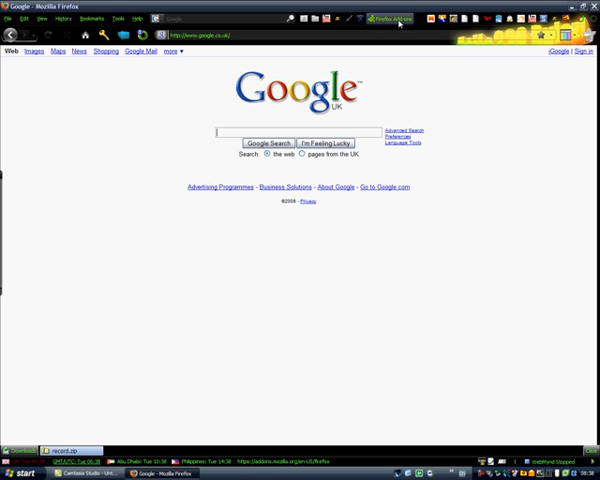 Google - Mozilla Firefox
File Edit View History Bookmarks Tools Help Google Firefox Add-ons
http://www.google.co.uk/
Web Images Maps News Shopping Google Mail more ▼ iGoogle | Sign in
Google™
UK
Advanced Search
Preferences
Language Tools
Google Search I'm Feeling Lucky
Search: the web pages from the UK
Advertising Programmes - Business Solutions - About Google - Go to Google.com
©2008 - Privacy
Downloads record.zip Clear
GMT/UTC: Tue 06:38 Abu Dhabi: Tue 10:38 Philippines: Tue 14:38 https://addons.mozilla.org/en-US/firefox WebMynd Stopped
start Camtasia Studio - Unt... Google - Mozilla Firefox 08:38